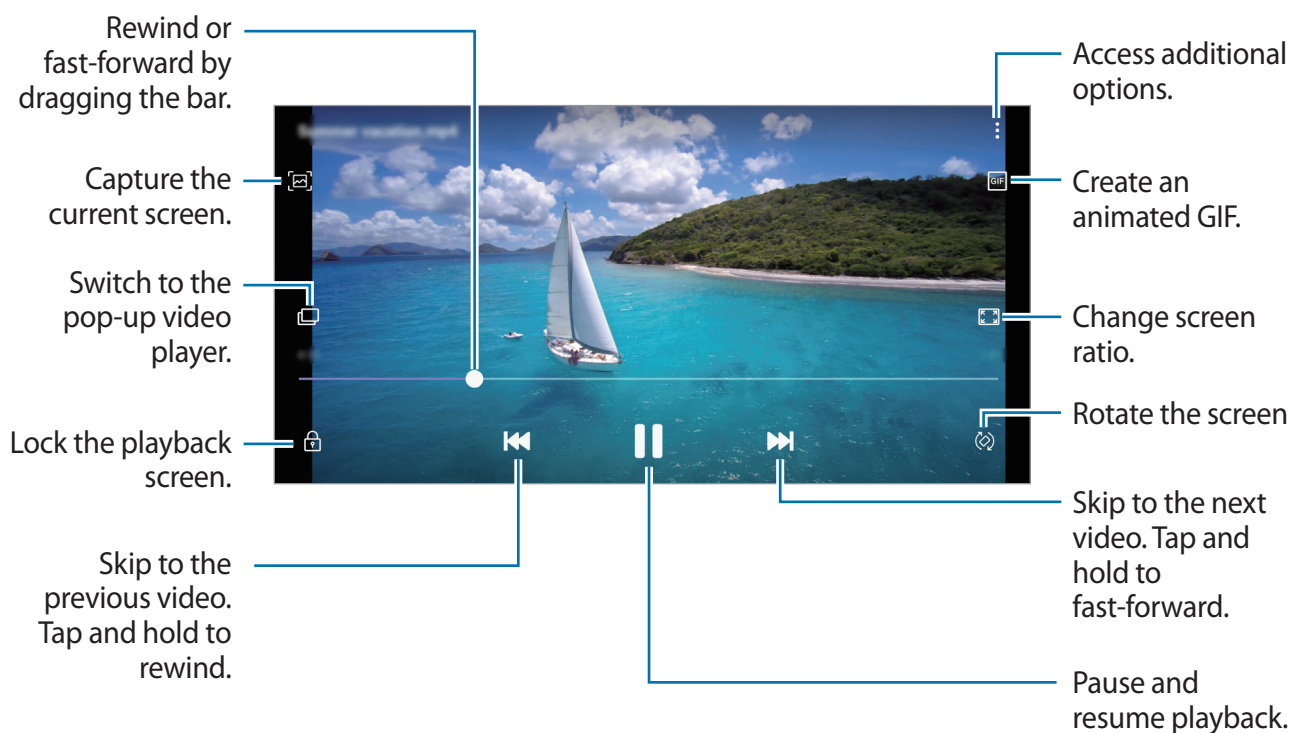 Rewind or
fast-forward by
dragging the bar.
Capture the
current screen.
Switch to the
pop-up video
player.
Lock the playback
screen.
Skip to the
previous video.
Tap and hold to
rewind.
Access additional
options.
GIF
Create an
animated GIF.
Change screen
ratio.
Rotate the screen
Skip to the next
video. Tap and
hold to
fast-forward.
Pause and
resume playback.